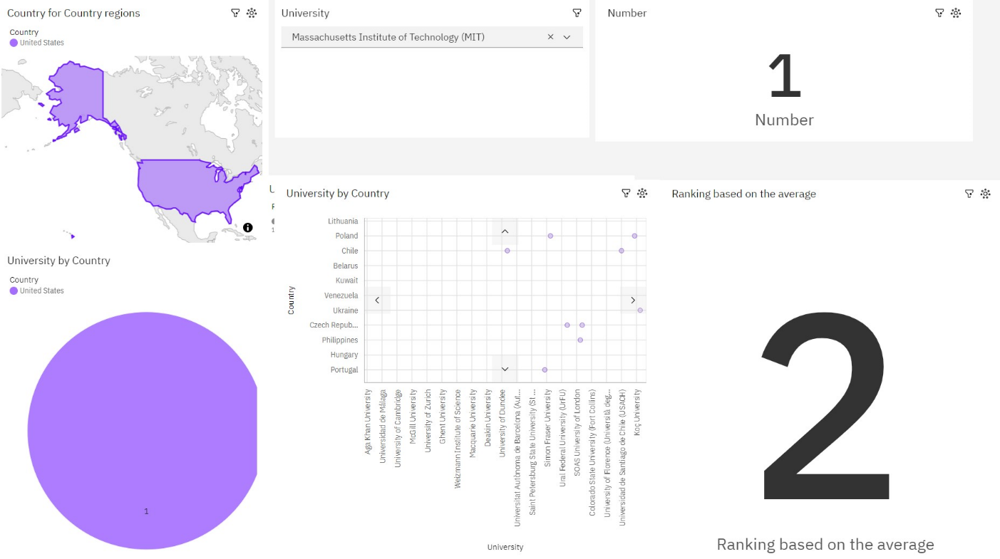 Country for Country regions
Country
United States
University
Massachusetts Institute of Technology (MIT)
Number
1
Number
University by Country
Country
United States
1
University by Country
Country
Lithuania
Poland
Chile
Belarus
Kuwait
Venezuela
Ukraine
Czech Repub...
Philippines
Hungary
Portugal
Aga Khan University
Universidad de Málaga
University of Cambridge
McGill University
University of Zurich
Ghent University
Weizmann Institute of Science
Macquarie University
Deakin University
University of Dundee
Universitat Autònoma de Barcelona (Aut...
Saint Petersburg State University (St ...
Simon Fraser University
Ural Federal University (UrFU)
SOAS University of London
Colorado State University (Fort Collins)
University of Florence (Università deg...
Universidad de Santiago de Chile (USACH)
Koç University
University
Ranking based on the average
2
Ranking based on the average